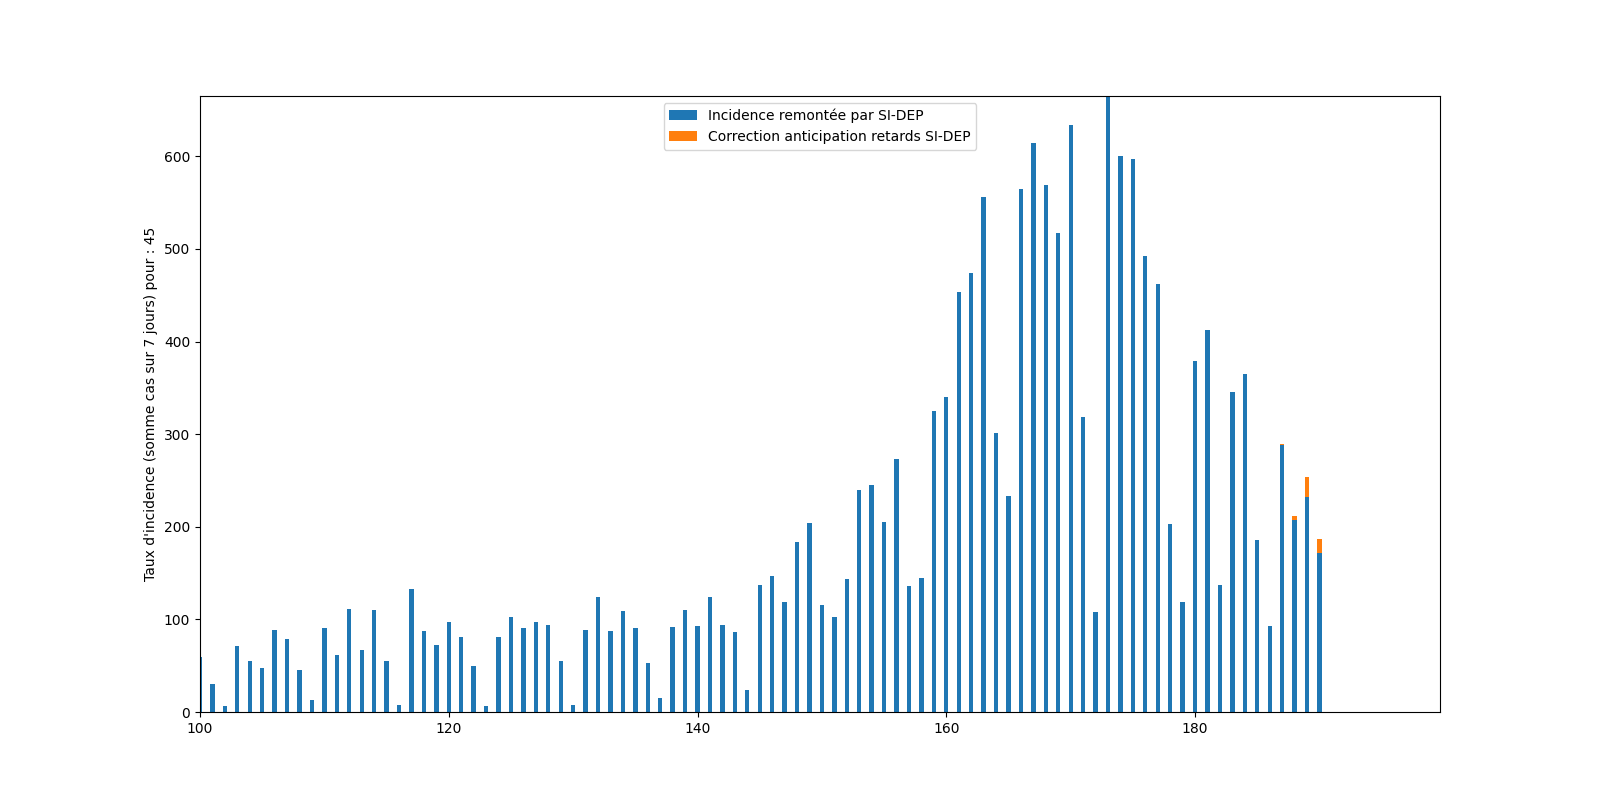 Incidence remontée par SI-DEP
Correction anticipation retards SI-DEP
Taux d'incidence (somme cas sur 7 jours) pour : 45
600
500
400
300
200
100
0
100 120 140 160 180